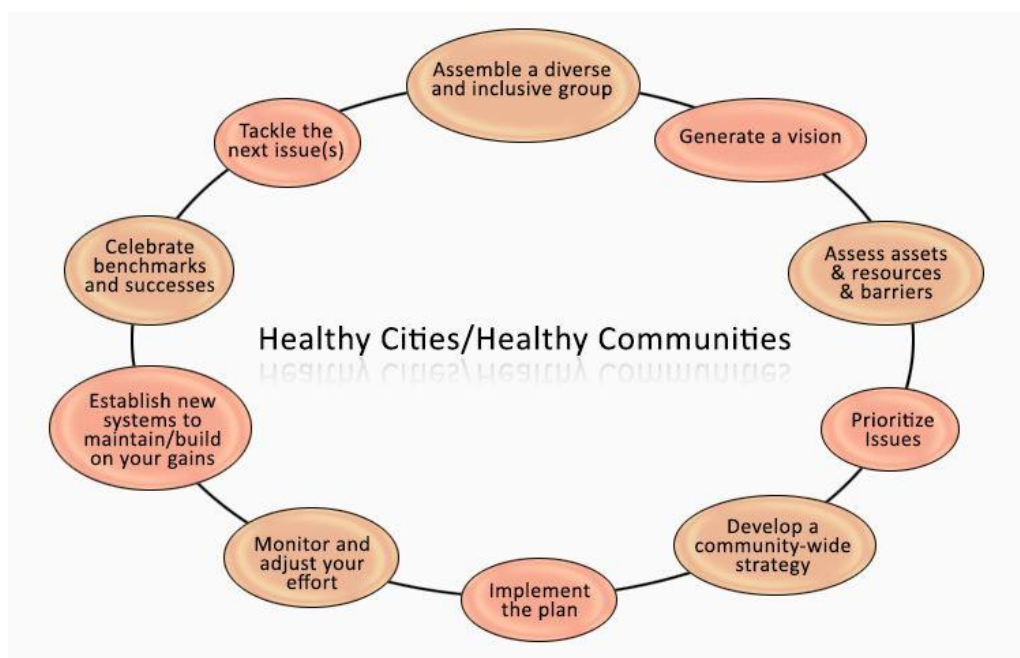 Assemble a diverse
and inclusive group
Generate a vision
Assess assets
& resources
& barriers
Prioritize
Issues
Develop a
community-wide
strategy
Implement
the plan
Monitor and
adjust your
effort
Establish new
systems to
maintain/build
on your gains
Celebrate
benchmarks
and successes
Tackle the
next issue(s)
Healthy Cities/Healthy Communities